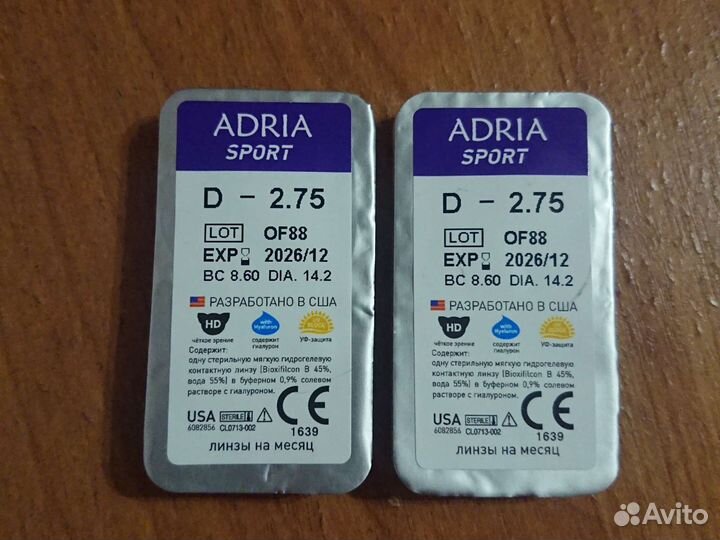 ADRIA
SPORT
D – 2.75
LOT OF88
EXP 2026/12
BC 8.60 DIA. 14.2
РАЗРАБОТАНО В США
HD
with Hyaluron
чёткое зрение
содержит гиалурон
УФ-защита
Содержит:
одну стерильную мягкую гидрогелевую
контактную линзу (Bioxifilcon B 45%,
вода 55%) в буферном 0,9% солевом
растворе с гиалуроном.
USA STERILE CE
6082856 CL0713-002 1639
ЛИНЗЫ НА МЕСЯЦ
ADRIA
SPORT
D – 2.75
LOT OF88
EXP 2026/12
BC 8.60 DIA. 14.2
РАЗРАБОТАНО В США
HD
with Hyaluron
чёткое зрение
содержит гиалурон
УФ-защита
Содержит:
одну стерильную мягкую гидрогелевую
контактную линзу (Bioxifilcon B 45%,
вода 55%) в буферном 0,9% солевом
растворе с гиалуроном.
USA STERILE CE
6082856 CL0713-002 1639
ЛИНЗЫ НА МЕСЯЦ
Avito